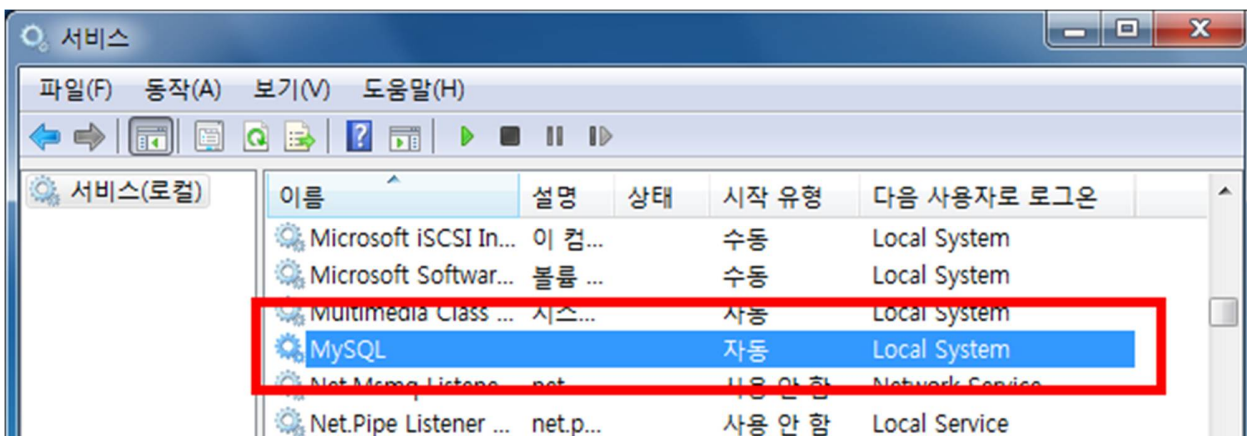 서비스
파일(F) 동작(A) 보기(V) 도움말(H)
서비스(로컬)
이름 설명 상태 시작 유형 다음 사용자로 로그온
Microsoft iSCSI In... 이 컴... 수동 Local System
Microsoft Softwar... 볼륨 ... 수동 Local System
Multimedia Class ... 시스... 자동 Local System
MySQL 자동 Local System
Net.Msmq Listene... net.... 사용 안 함 Network Service
Net.Pipe Listener ... net.p... 사용 안 함 Local Service